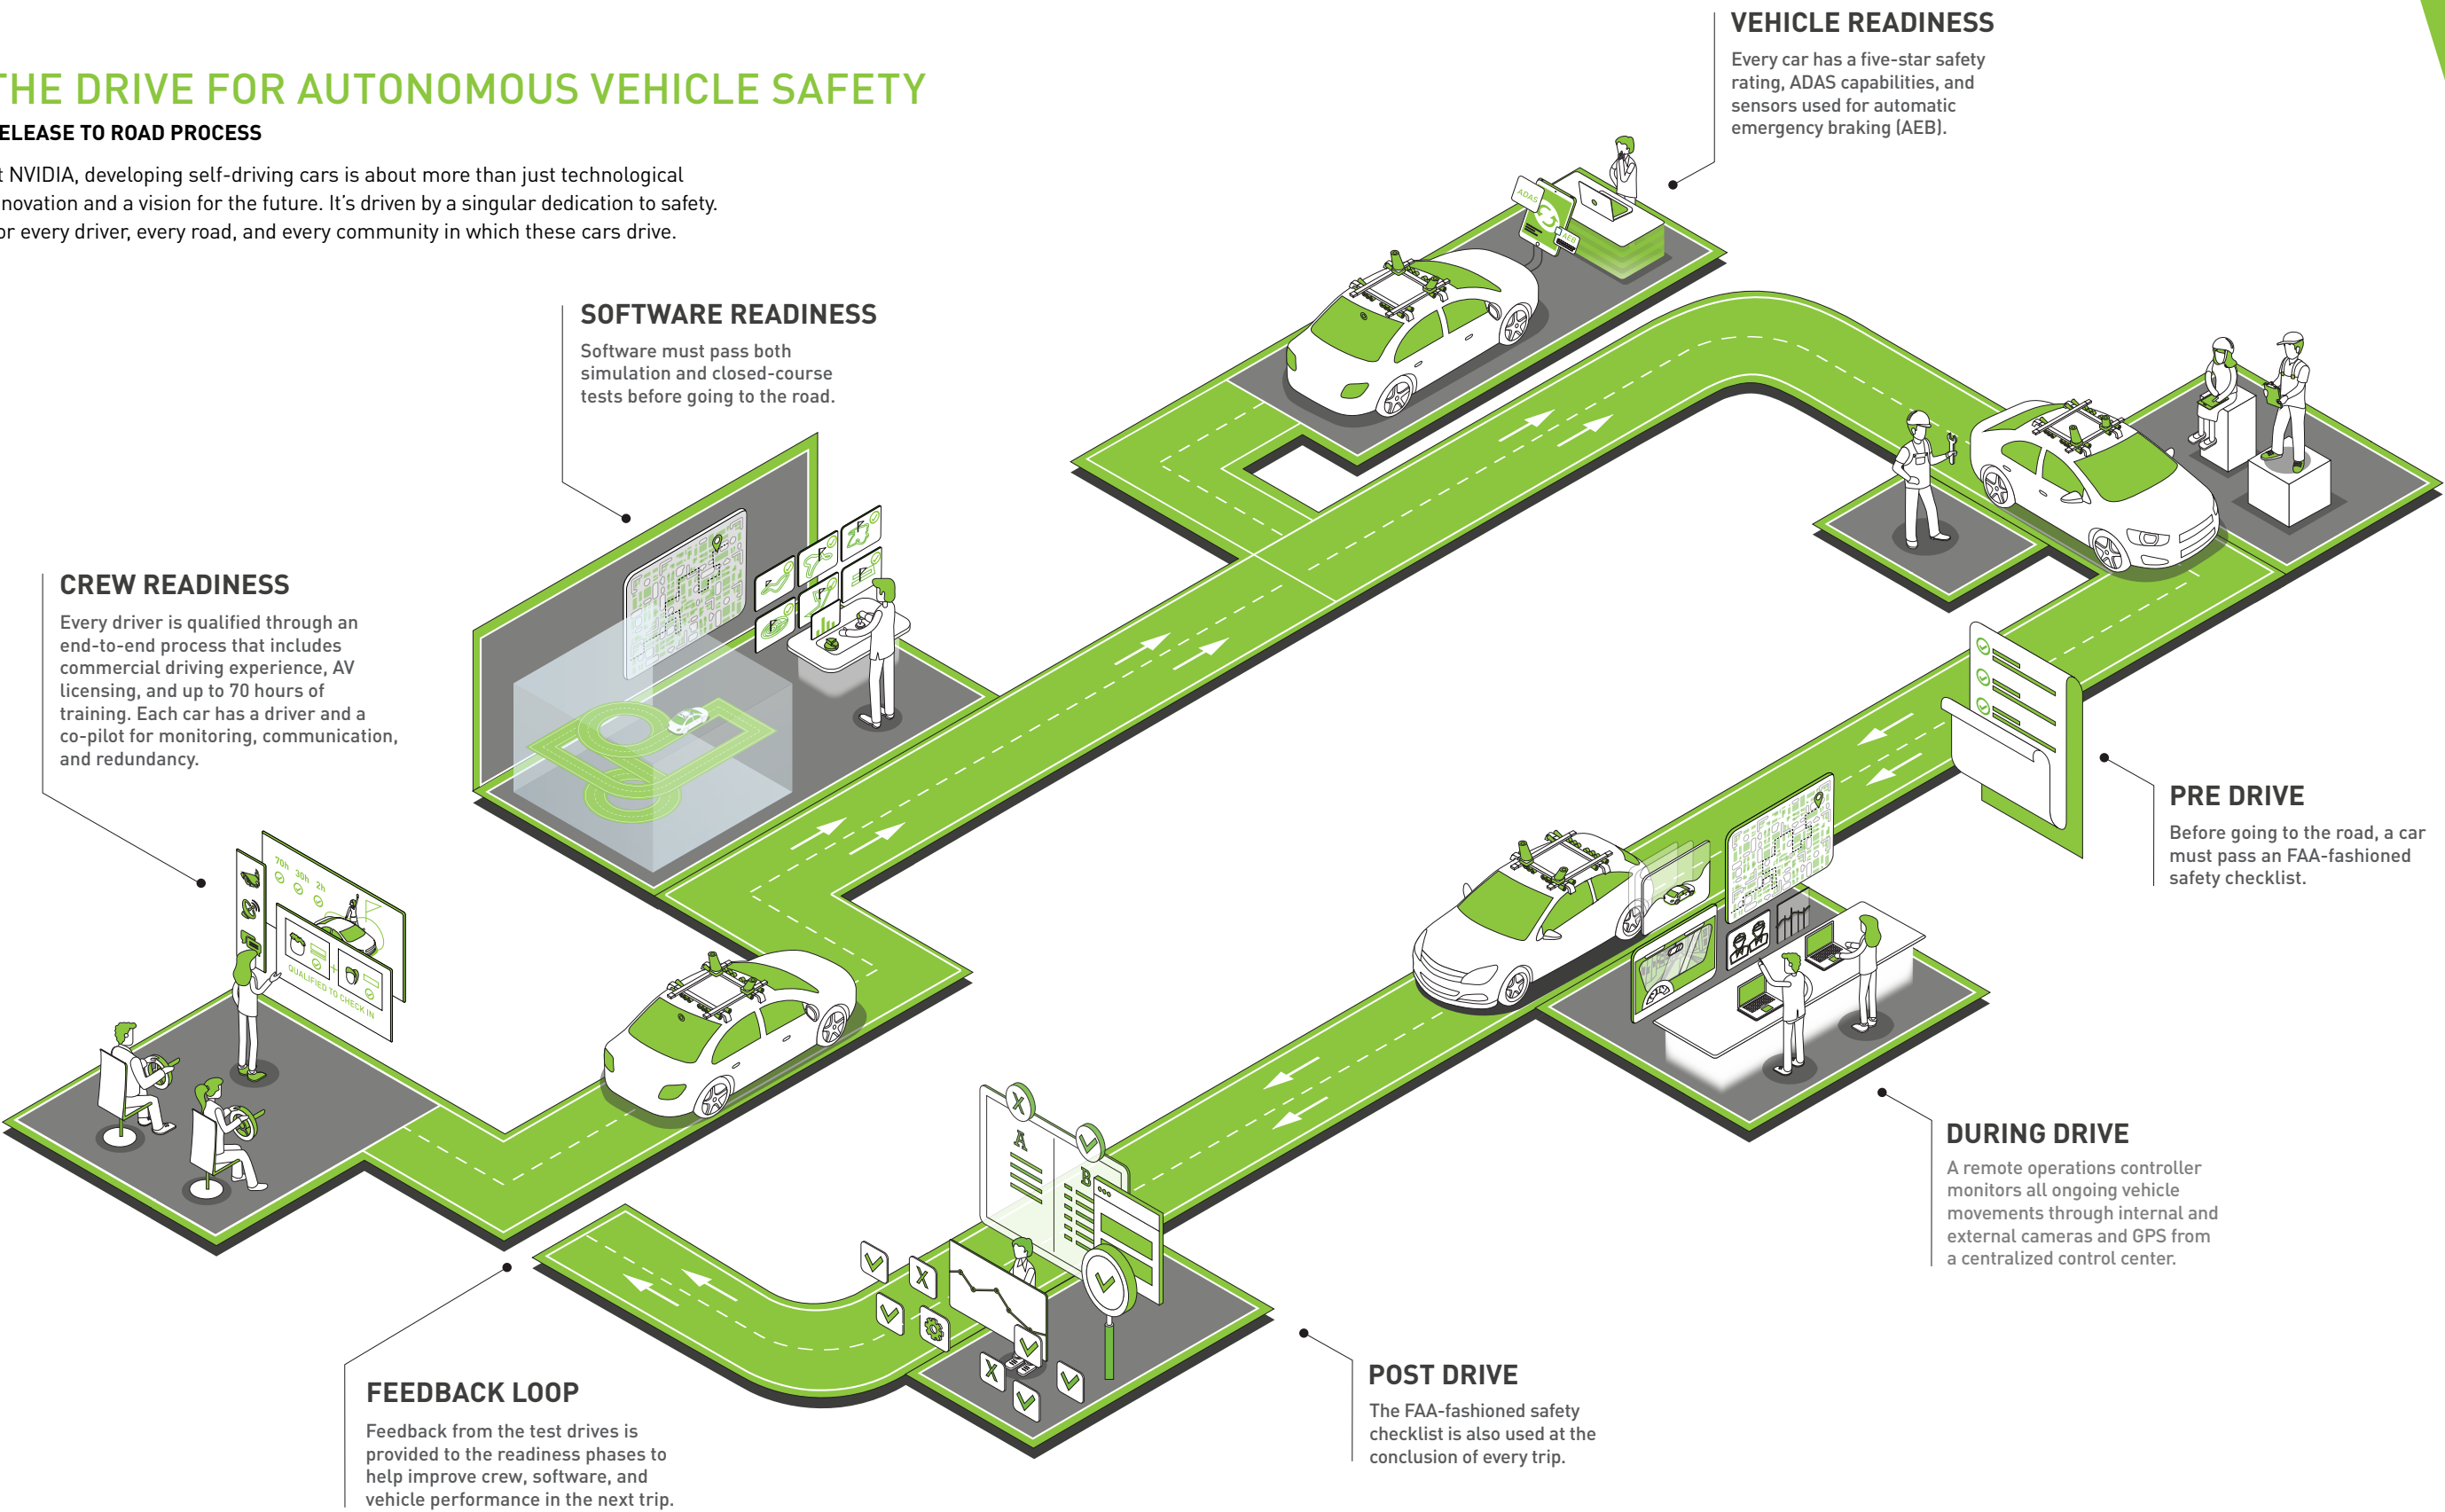 THE DRIVE FOR AUTONOMOUS VEHICLE SAFETY
ELEASE TO ROAD PROCESS
t NVIDIA, developing self-driving cars is about more than just technological
novation and a vision for the future. It's driven by a singular dedication to safety.
or every driver, every road, and every community in which these cars drive.
VEHICLE READINESS
Every car has a five-star safety
rating, ADAS capabilities, and
sensors used for automatic
emergency braking (AEB).
ADAS
AEB
SOFTWARE READINESS
Software must pass both
simulation and closed-course
tests before going to the road.
CREW READINESS
Every driver is qualified through an
end-to-end process that includes
commercial driving experience, AV
licensing, and up to 70 hours of
training. Each car has a driver and a
co-pilot for monitoring, communication,
and redundancy.
70h 30h 2h
QUALIFIED TO CHECK IN
PRE DRIVE
Before going to the road, a car
must pass an FAA-fashioned
safety checklist.
DURING DRIVE
A remote operations controller
monitors all ongoing vehicle
movements through internal and
external cameras and GPS from
a centralized control center.
X
A
B
X
X
POST DRIVE
The FAA-fashioned safety
checklist is also used at the
conclusion of every trip.
FEEDBACK LOOP
Feedback from the test drives is
provided to the readiness phases to
help improve crew, software, and
vehicle performance in the next trip.